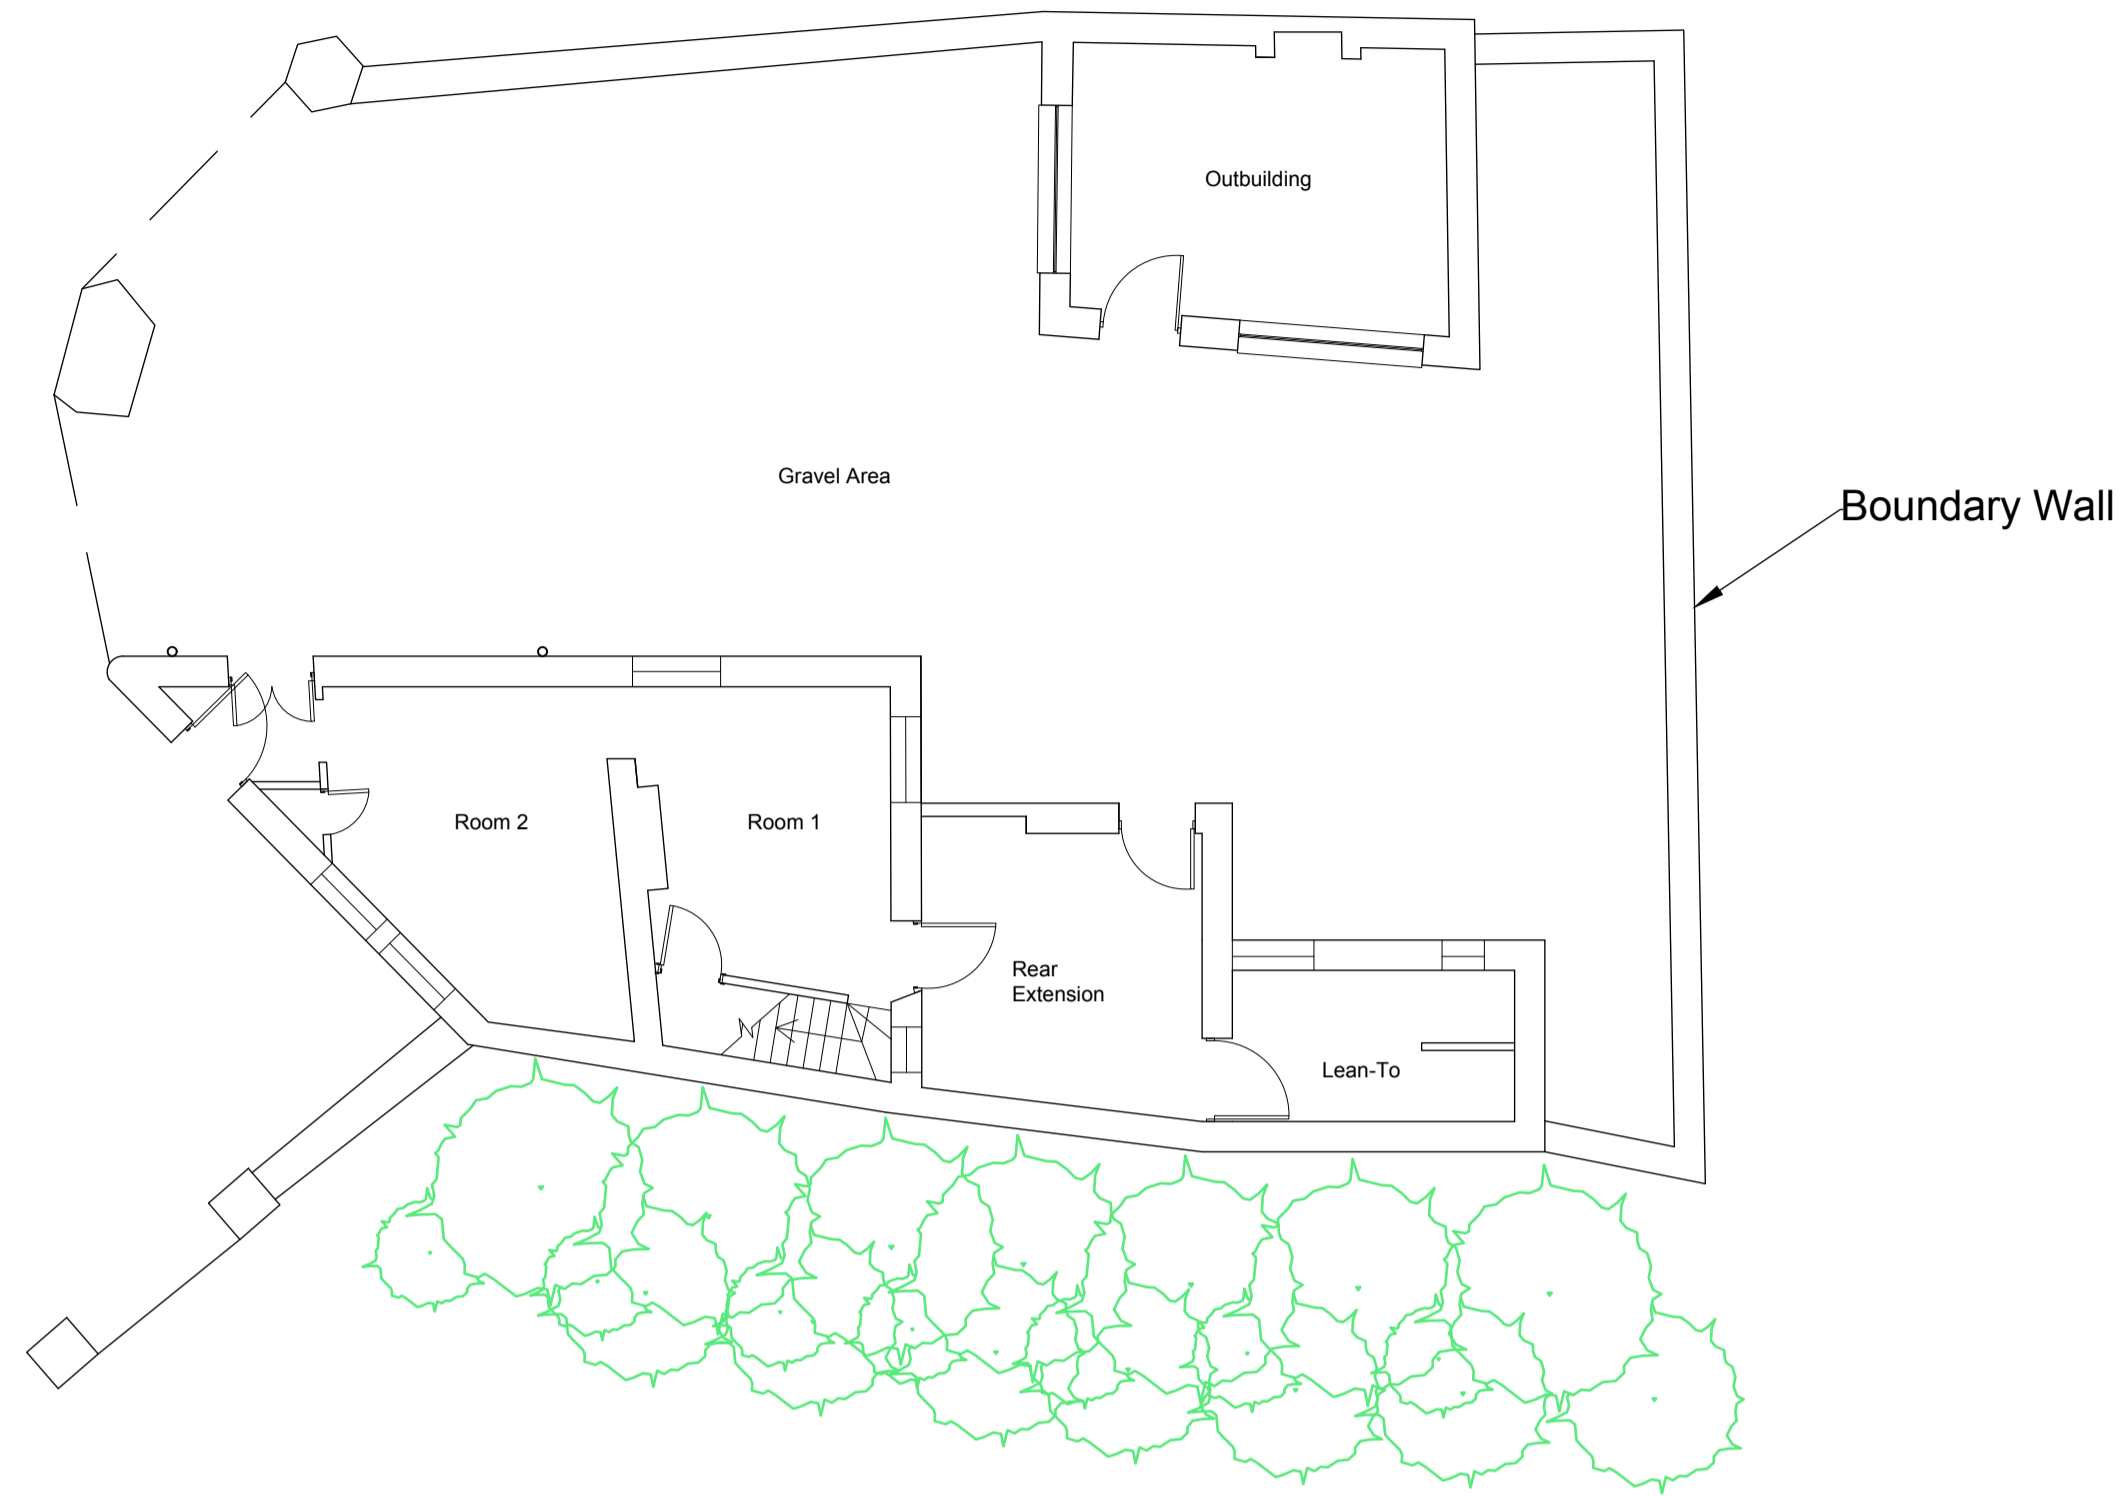 Outbuilding
Gravel Area
Boundary Wall
Room 2
Room 1
Rear
Extension
Lean-To